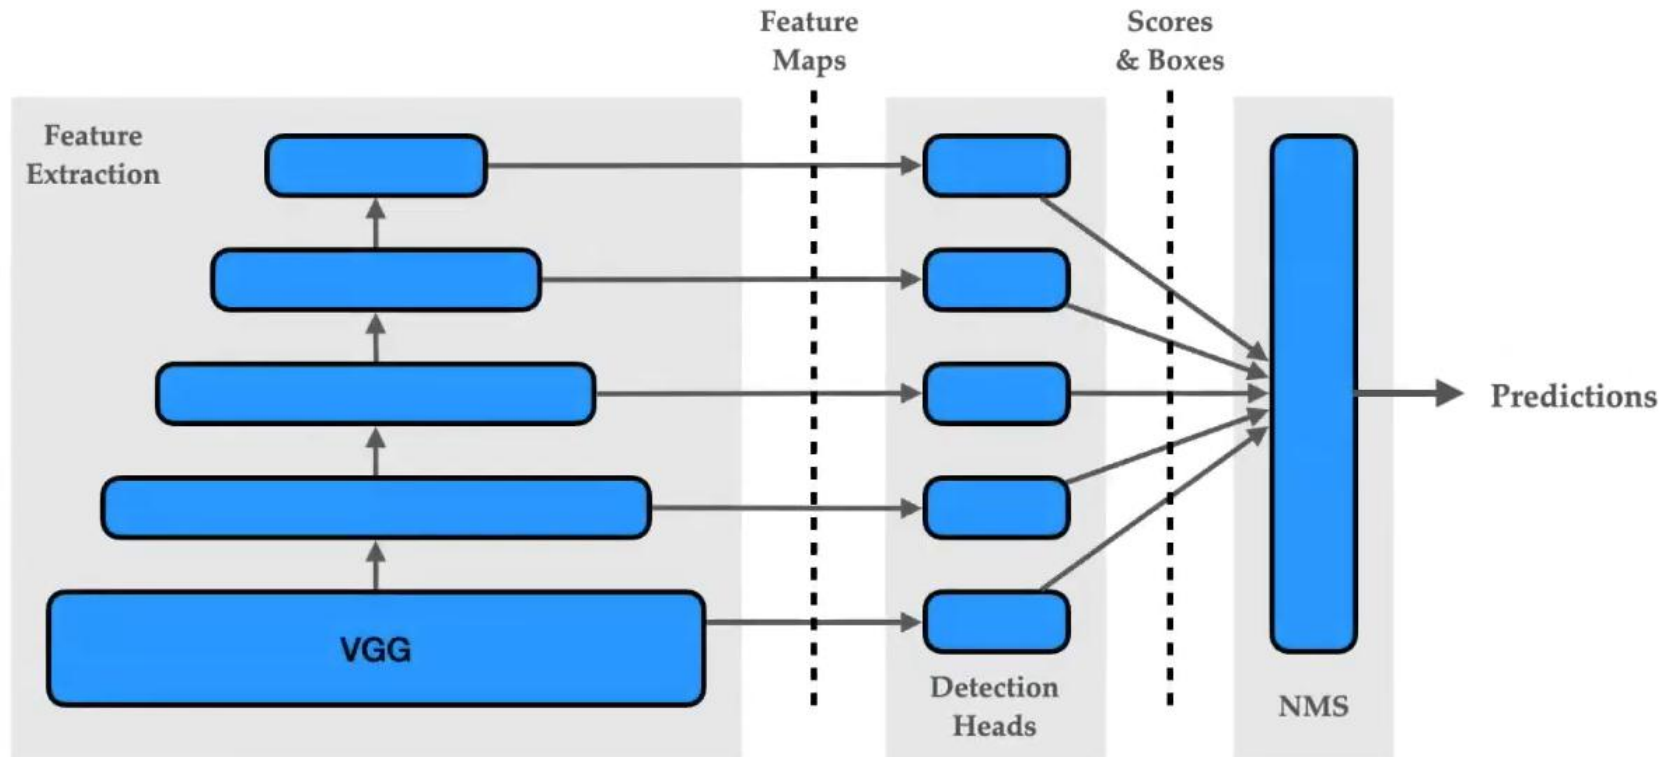 Feature
Maps
Scores
& Boxes
Feature
Extraction
Predictions
VGG
Detection
Heads
NMS